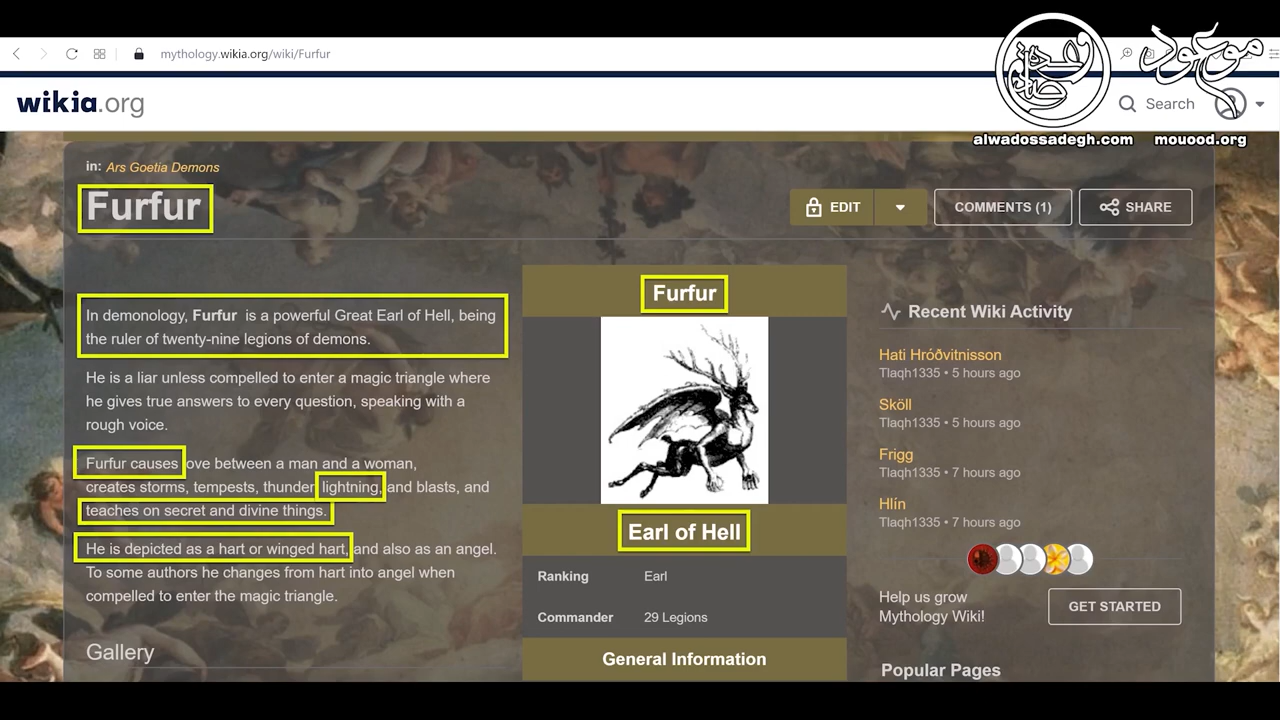 موعود
alwadossadegh.com mouood.org
mythology.wikia.org/wiki/Furfur
wikia.org
Search
in: Ars Goetia Demons
Furfur
EDIT
COMMENTS (1)
SHARE
In demonology, Furfur is a powerful Great Earl of Hell, being
the ruler of twenty-nine legions of demons.
He is a liar unless compelled to enter a magic triangle where
he gives true answers to every question, speaking with a
rough voice.
Furfur causes ove between a man and a woman,
creates storms, tempests, thunder lightning, and blasts, and
teaches on secret and divine things.
He is depicted as a hart or winged hart, and also as an angel.
To some authors he changes from hart into angel when
compelled to enter the magic triangle.
Gallery
Furfur
Earl of Hell
Ranking Earl
Commander 29 Legions
General Information
Recent Wiki Activity
Hati Hróðvitnisson
Tlaqh1335 • 5 hours ago
Sköll
Tlaqh1335 • 5 hours ago
Frigg
Tlaqh1335 • 7 hours ago
Hlín
Tlaqh1335 • 7 hours ago
Help us grow
Mythology Wiki!
GET STARTED
Popular Pages